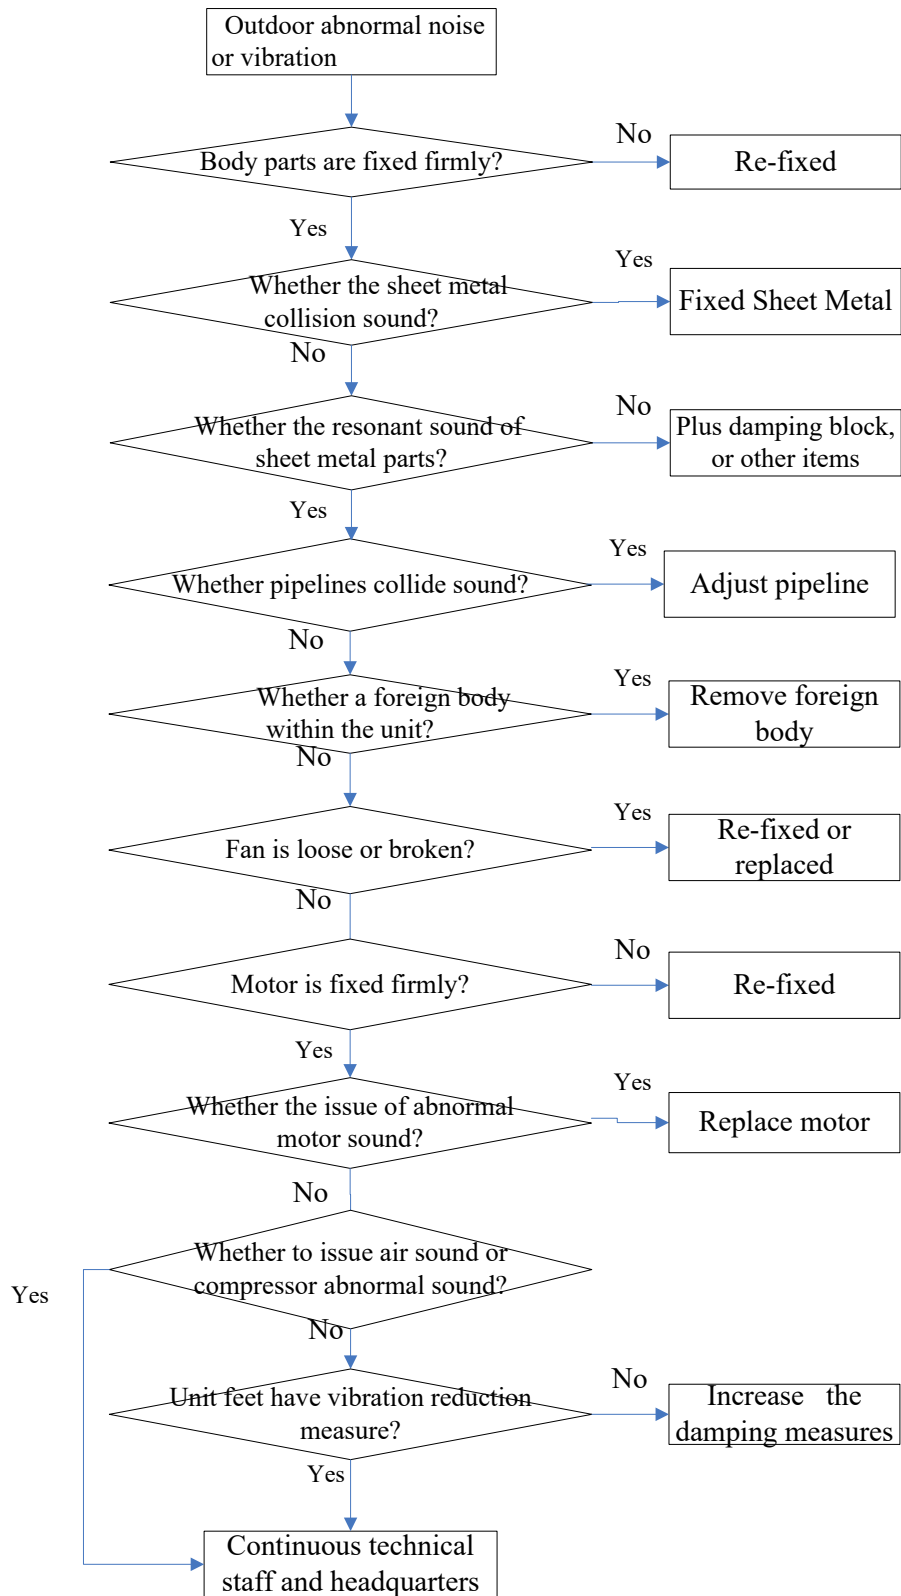 Outdoor abnormal noise
or vibration
Body parts are fixed firmly?
No
Re-fixed
Yes
Whether the sheet metal
collision sound?
Yes
Fixed Sheet Metal
No
Whether the resonant sound of
sheet metal parts?
No
Plus damping block,
or other items
Yes
Whether pipelines collide sound?
Yes
Adjust pipeline
No
Whether a foreign body
within the unit?
Yes
Remove foreign
body
No
Fan is loose or broken?
Yes
Re-fixed or
replaced
No
Motor is fixed firmly?
No
Re-fixed
Yes
Whether the issue of abnormal
motor sound?
Yes
Replace motor
No
Whether to issue air sound or
compressor abnormal sound?
Yes
No
Unit feet have vibration reduction
measure?
No
Increase the
damping measures
Yes
Continuous technical
staff and headquarters